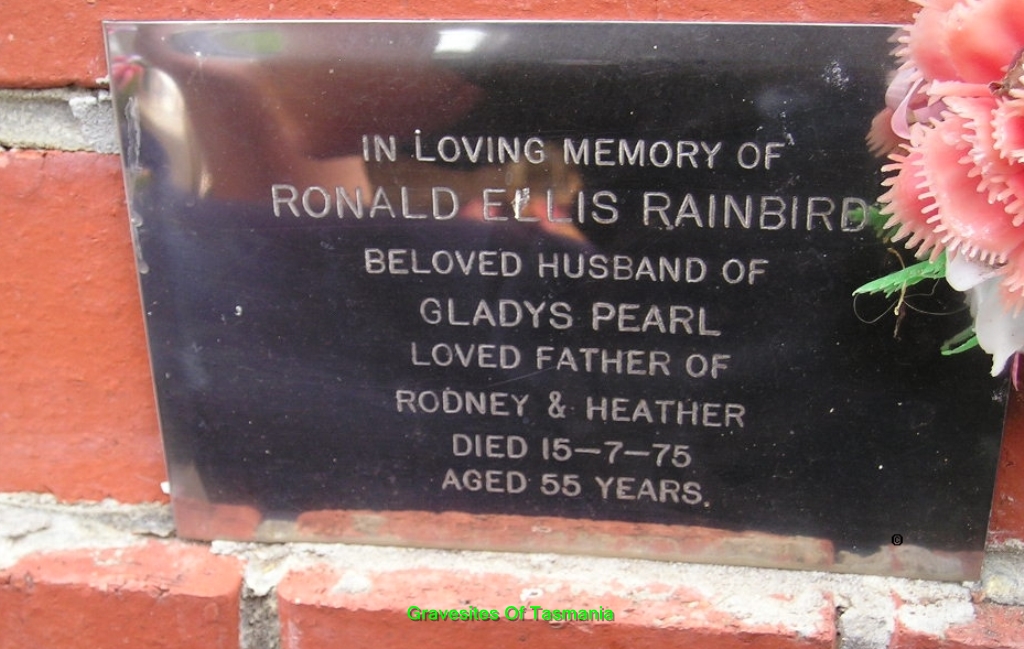 IN LOVING MEMORY OF
RONALD ELLIS RAINBIRD
BELOVED HUSBAND OF
GLADYS PEARL
LOVED FATHER OF
RODNEY & HEATHER
DIED 15-7-75
AGED 55 YEARS.
©
Gravesites Of Tasmania